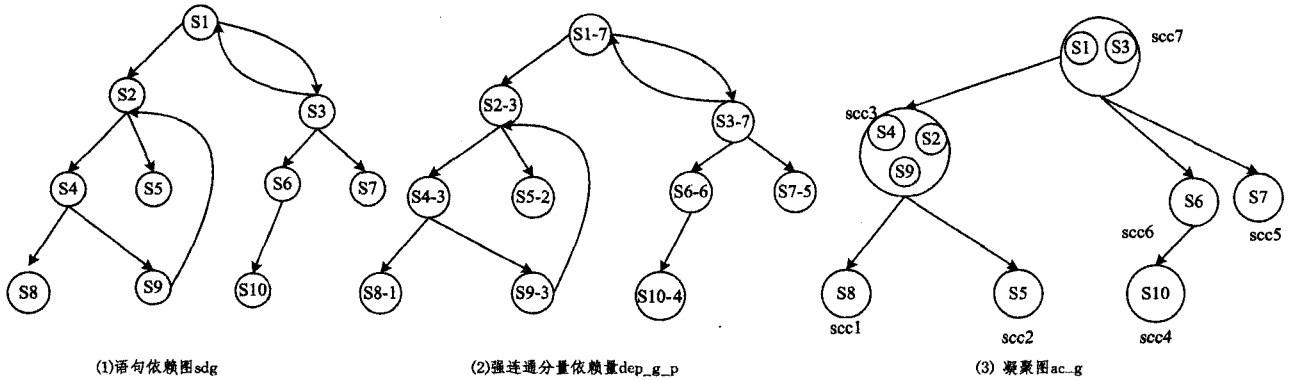 S1
S2
S3
S4
S5
S6
S7
S8
S9
S10
(1)语句依赖图sdg
S1-7
S2-3
S3-7
S4-3
S5-2
S6-6
S7-5
S8-1
S9-3
S10-4
(2)强连通分量依赖量dep_g_p
S1
S3
scc7
scc3
S4
S2
S9
S6
S7
scc6
scc5
S8
S5
S10
scc1
scc2
scc4
(3) 凝聚图ac_g